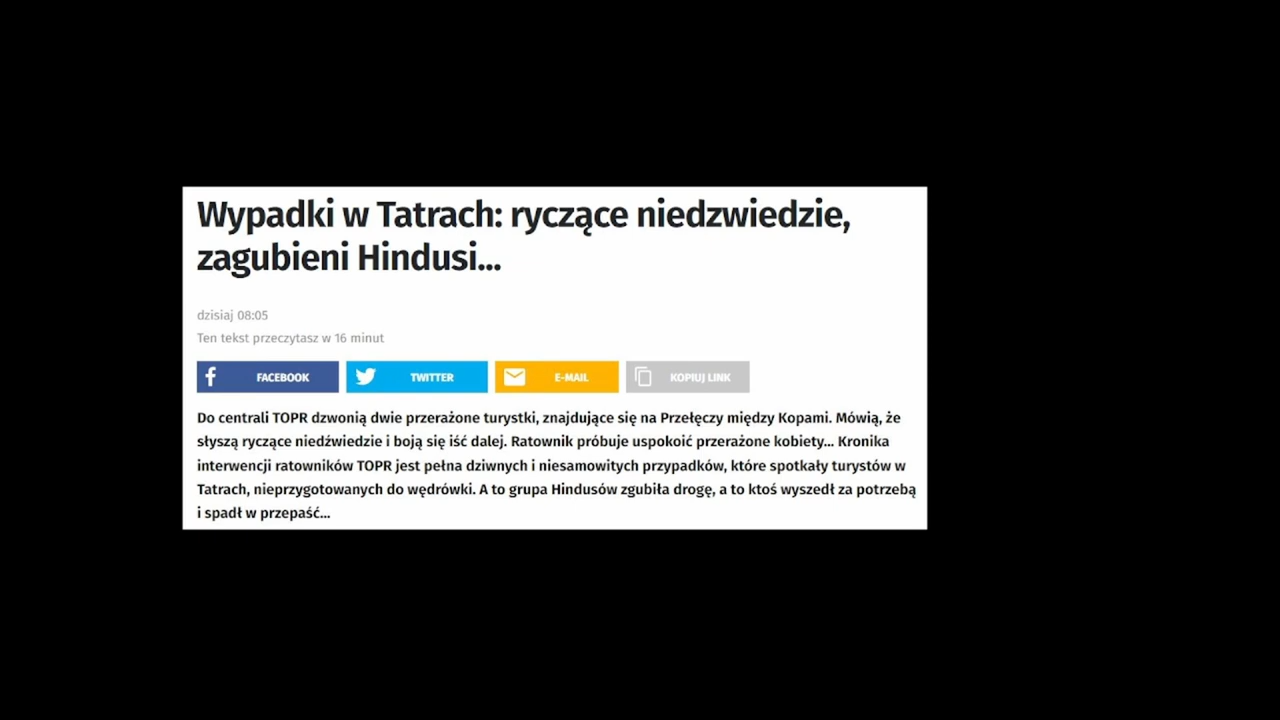 Wypadki w Tatrach: ryczące niedzwiedzie,
zagubieni Hindusi...
dzisiaj 08:05
Ten tekst przeczytasz w 16 minut
FACEBOOK TWITTER E-MAIL KOPIUJ LINK
Do centrali TOPR dzwonią dwie przerażone turystki, znajdujące się na Przełęczy między Kopami. Mówią, że
słyszą ryczące niedźwiedzie i boją się iść dalej. Ratownik próbuje uspokoić przerażone kobiety... Kronika
interwencji ratowników TOPR jest pełna dziwnych i niesamowitych przypadków, które spotkały turystów w
Tatrach, nieprzygotowanych do wędrówki. A to grupa Hindusów zgubiła drogę, a to ktoś wyszedł za potrzebą
i spadł w przepaść...